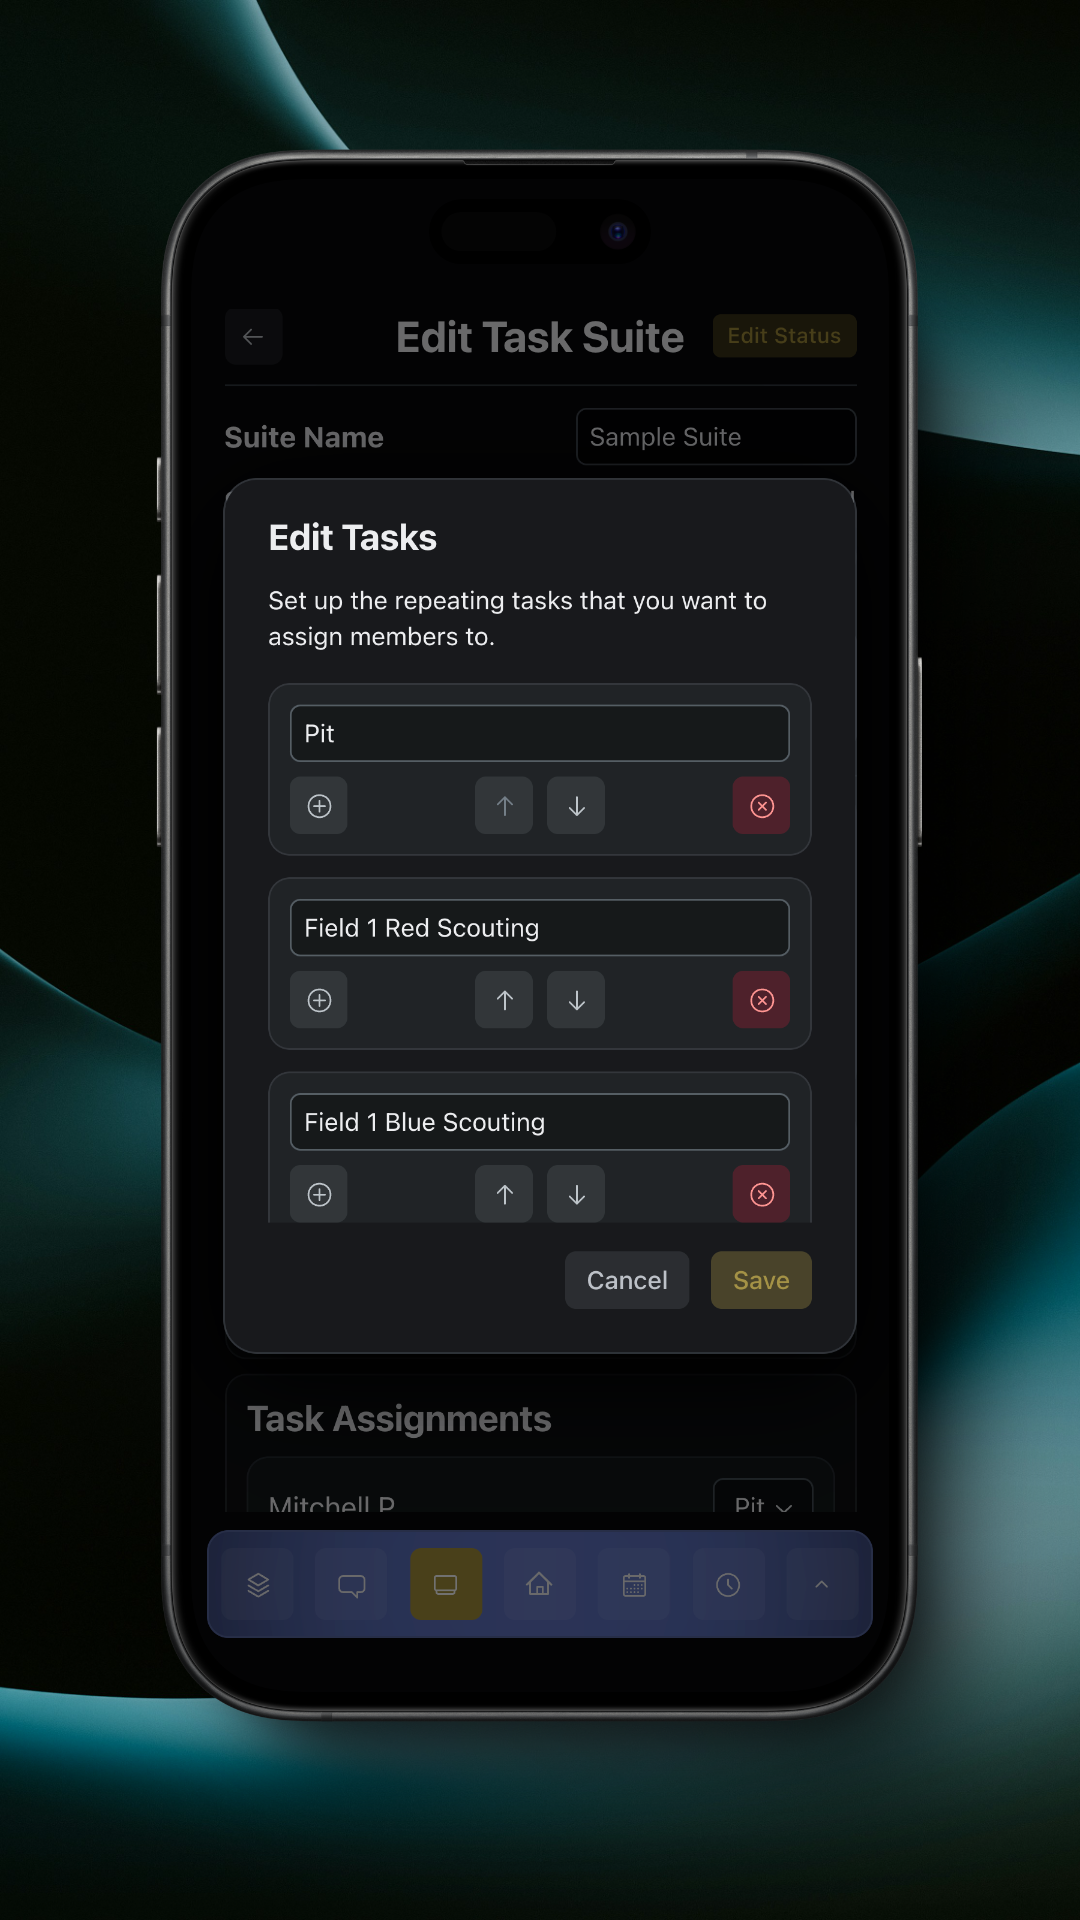 Edit Task Suite
Edit Status
Suite Name
Sample Suite
Edit Tasks
Set up the repeating tasks that you want to
assign members to.
Pit
Field 1 Red Scouting
Field 1 Blue Scouting
Cancel
Save
Task Assignments
Mitchell P
Pit